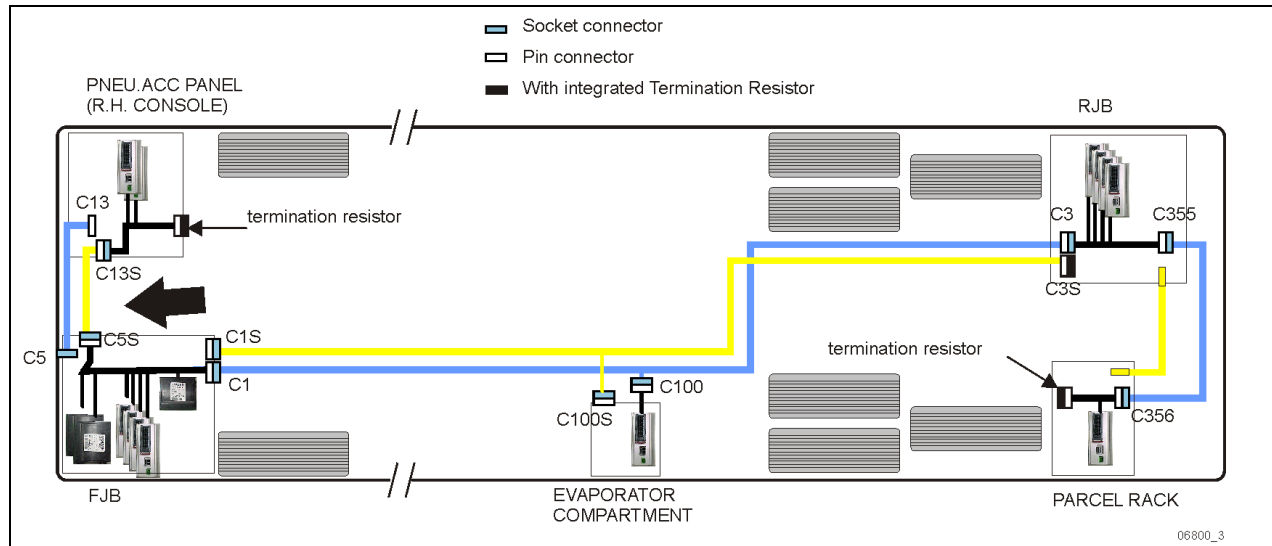 Socket connector
Pin connector
With integrated Termination Resistor
PNEU.ACC PANEL
(R.H. CONSOLE)
RJB
C13
termination resistor
C13S
C3
C355
C3S
C5S
C5
C1S
C1
C100
C100S
termination resistor
C356
FJB
EVAPORATOR
COMPARTMENT
PARCEL RACK
06800_3